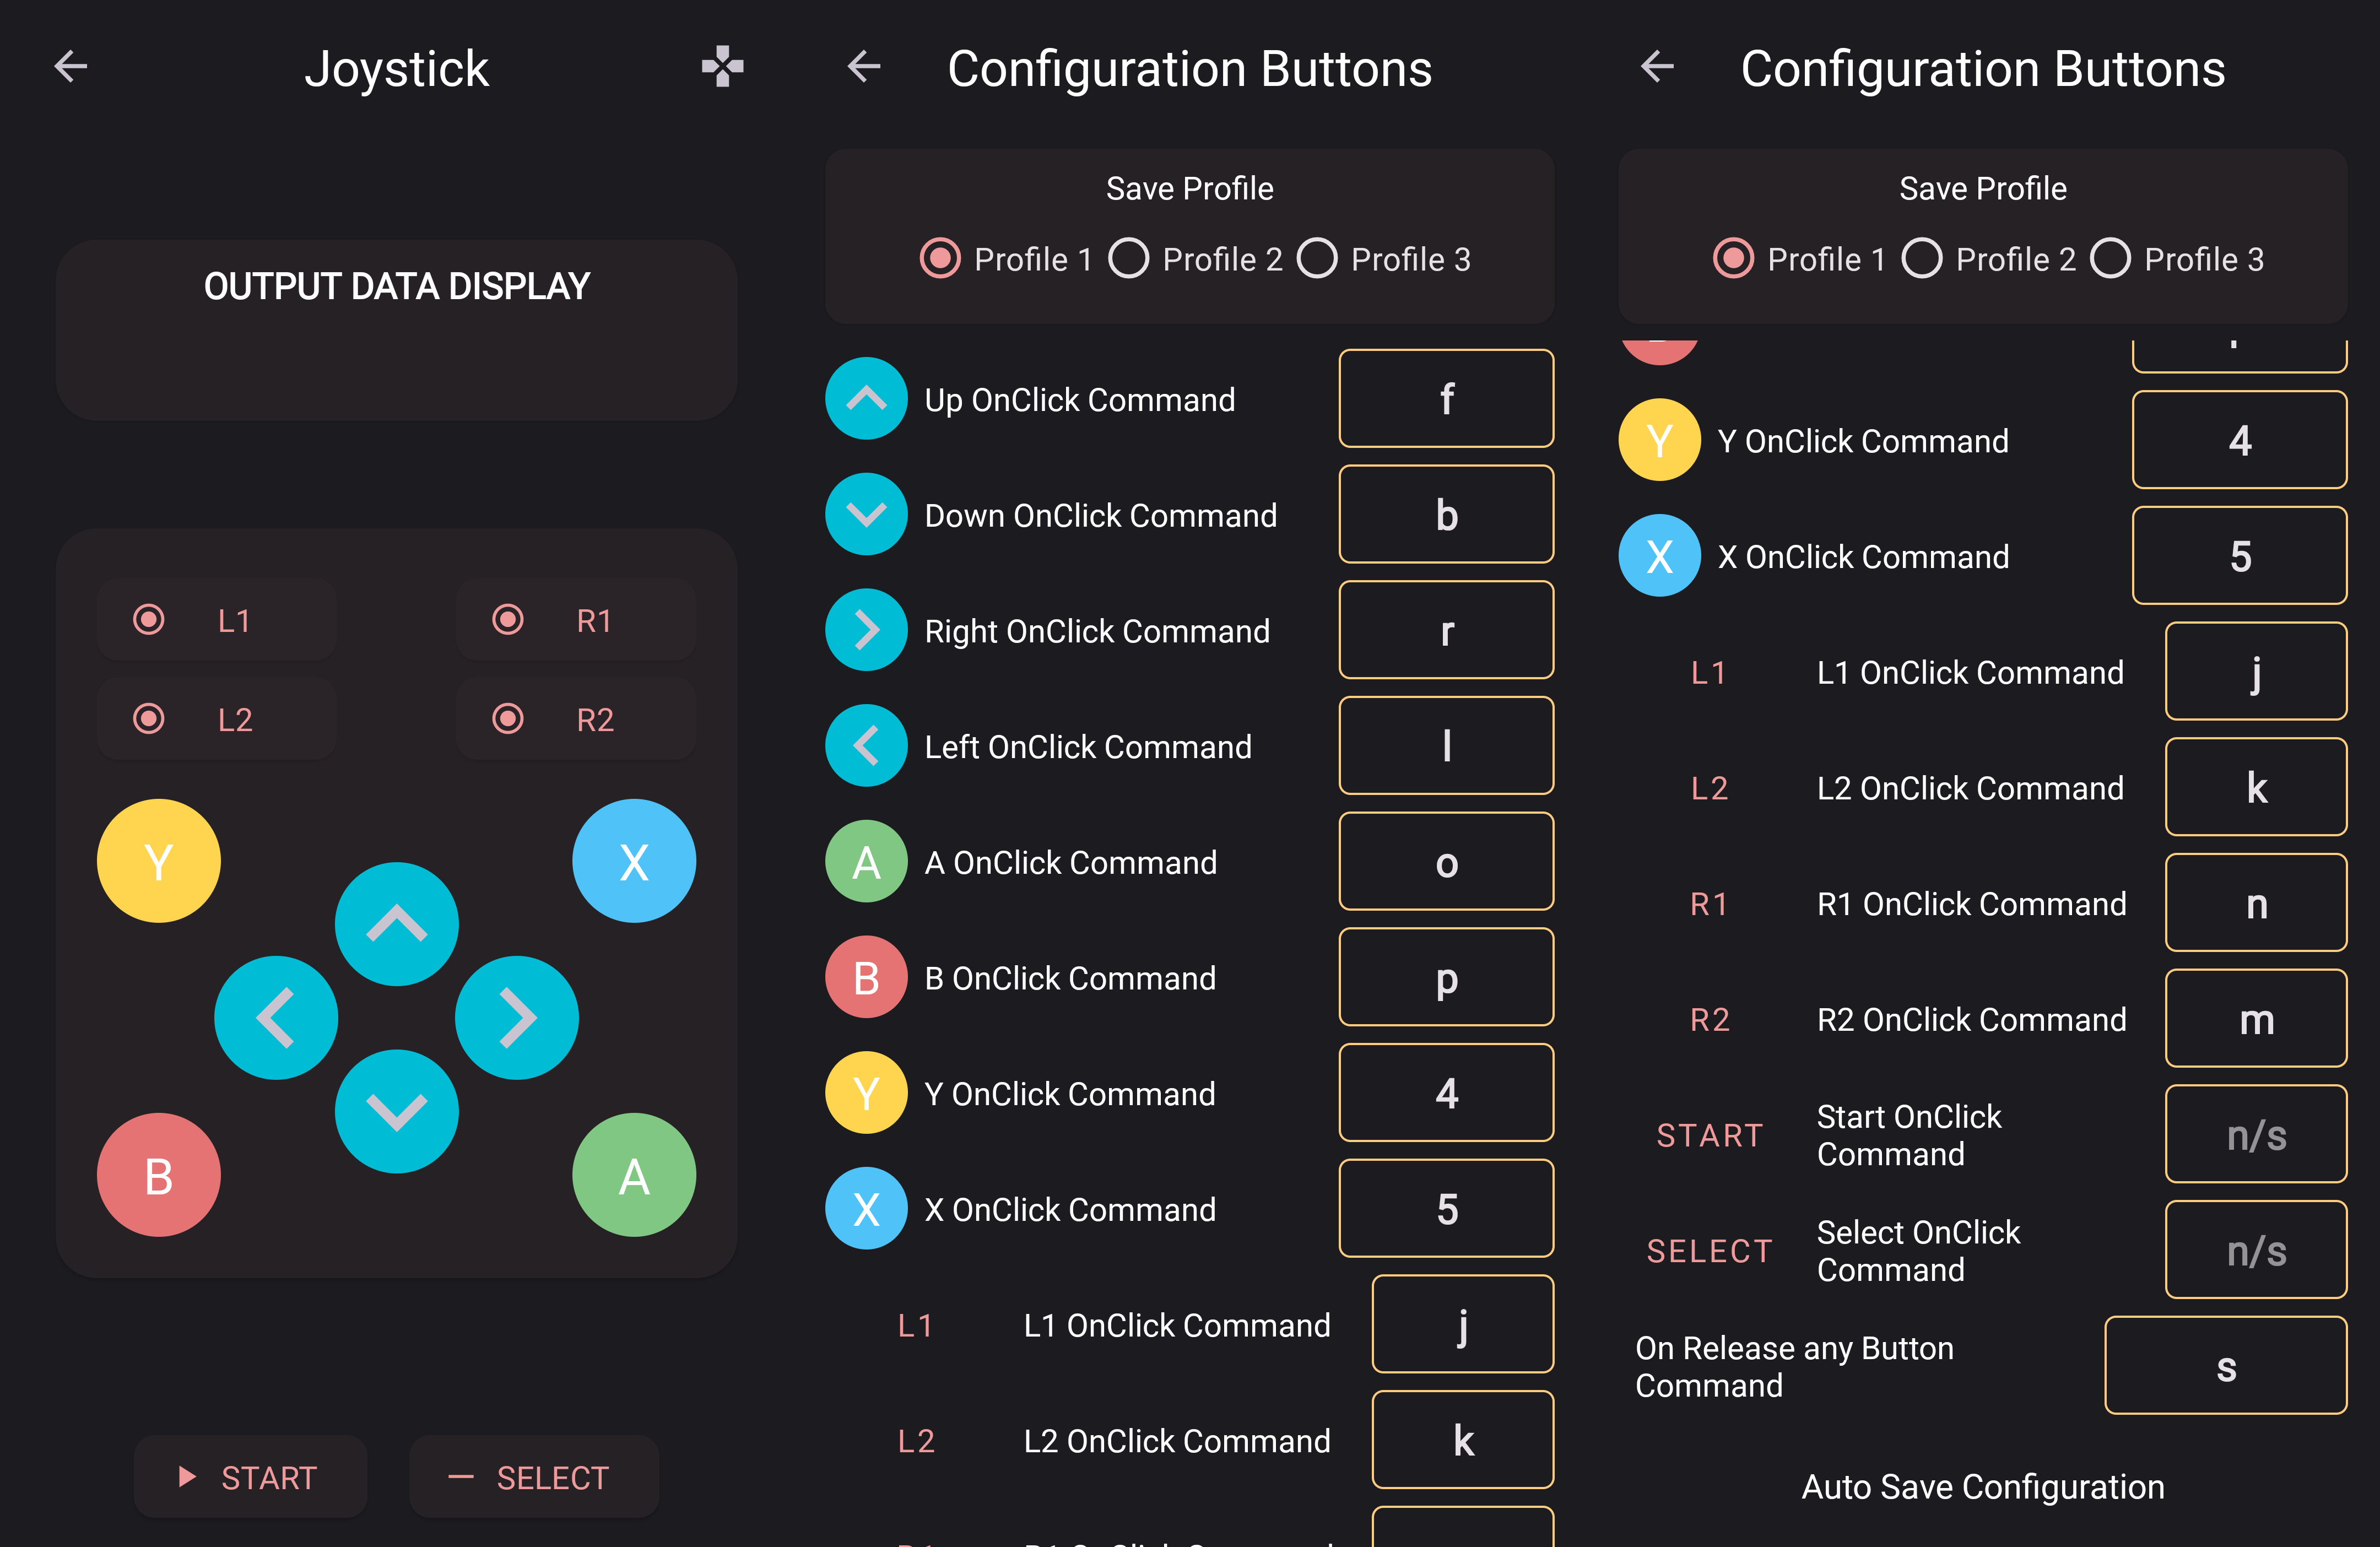 Joystick
OUTPUT DATA DISPLAY
L1 R1
L2 R2
Y X
B A
START SELECT
Configuration Buttons
Save Profile
Profile 1 Profile 2 Profile 3
Up OnClick Command f
Down OnClick Command b
Right OnClick Command r
Left OnClick Command l
A A OnClick Command o
B B OnClick Command p
Y Y OnClick Command 4
X X OnClick Command 5
L1 L1 OnClick Command j
L2 L2 OnClick Command k
Configuration Buttons
Save Profile
Profile 1 Profile 2 Profile 3
Y Y OnClick Command 4
X X OnClick Command 5
L1 L1 OnClick Command j
L2 L2 OnClick Command k
R1 R1 OnClick Command n
R2 R2 OnClick Command m
START Start OnClick Command n/s
SELECT Select OnClick Command n/s
On Release any Button Command s
Auto Save Configuration